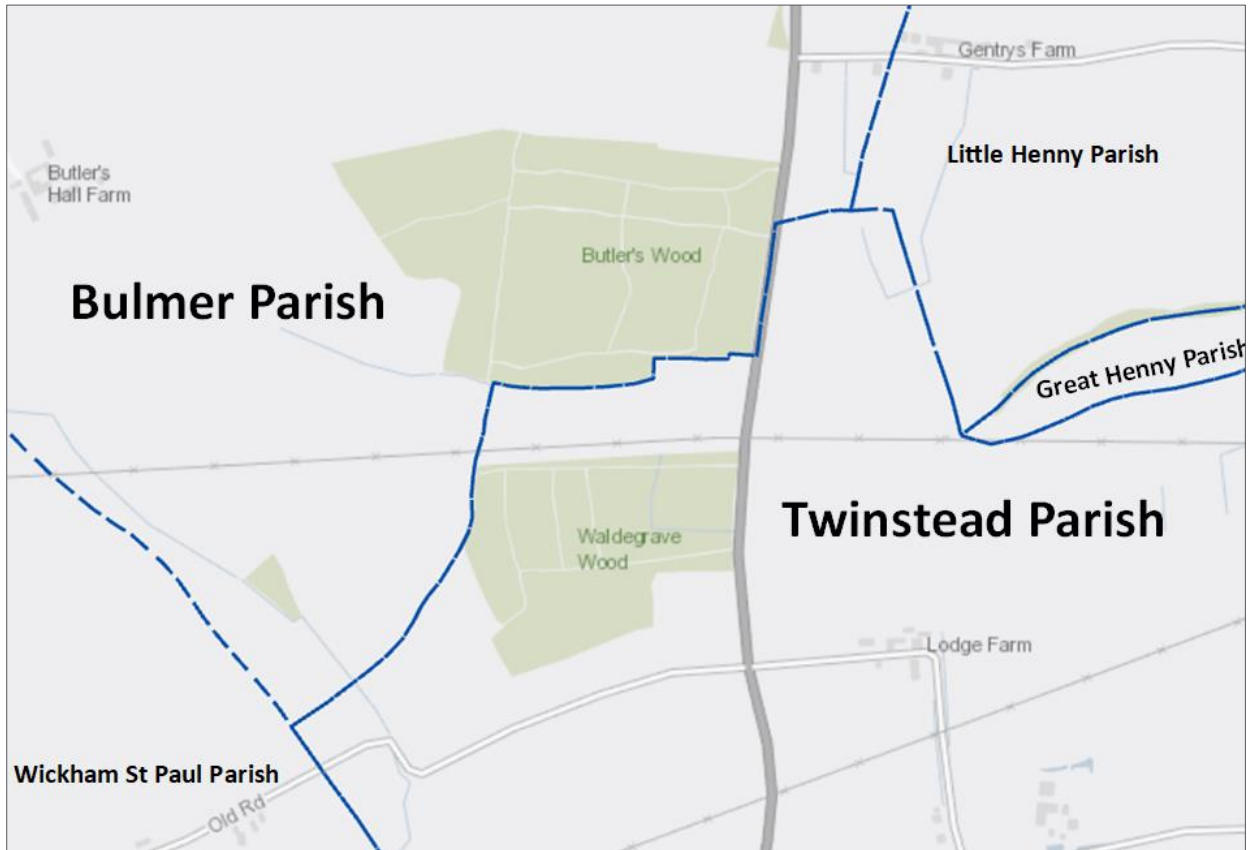 Gentrys Farm
Little Henny Parish
Butler's
Hall Farm
Butler's Wood
Bulmer Parish
Great Henny Parish
Twinstead Parish
Waldegrave
Wood
Lodge Farm
Wickham St Paul Parish
Old Rd